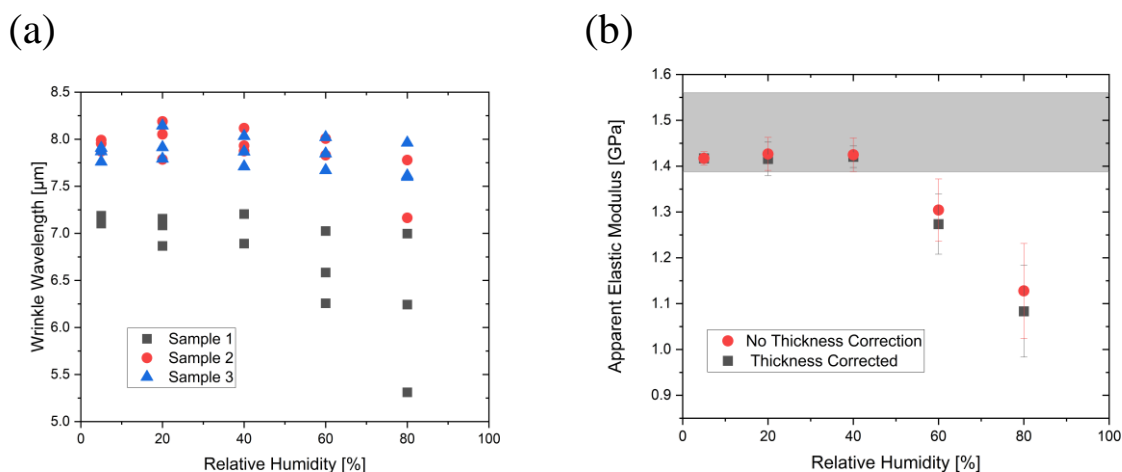 (a)
(b)
8.5
8.0
7.5
7.0
6.5
6.0
5.5
5.0
Wrinkle Wavelength [µm]
Sample 1
Sample 2
Sample 3
0
20
40
60
80
100
Relative Humidity [%]
1.6
1.5
1.4
1.3
1.2
1.1
1.0
0.9
Apparent Elastic Modulus [GPa]
No Thickness Correction
Thickness Corrected
0
20
40
60
80
100
Relative Humidity [%]